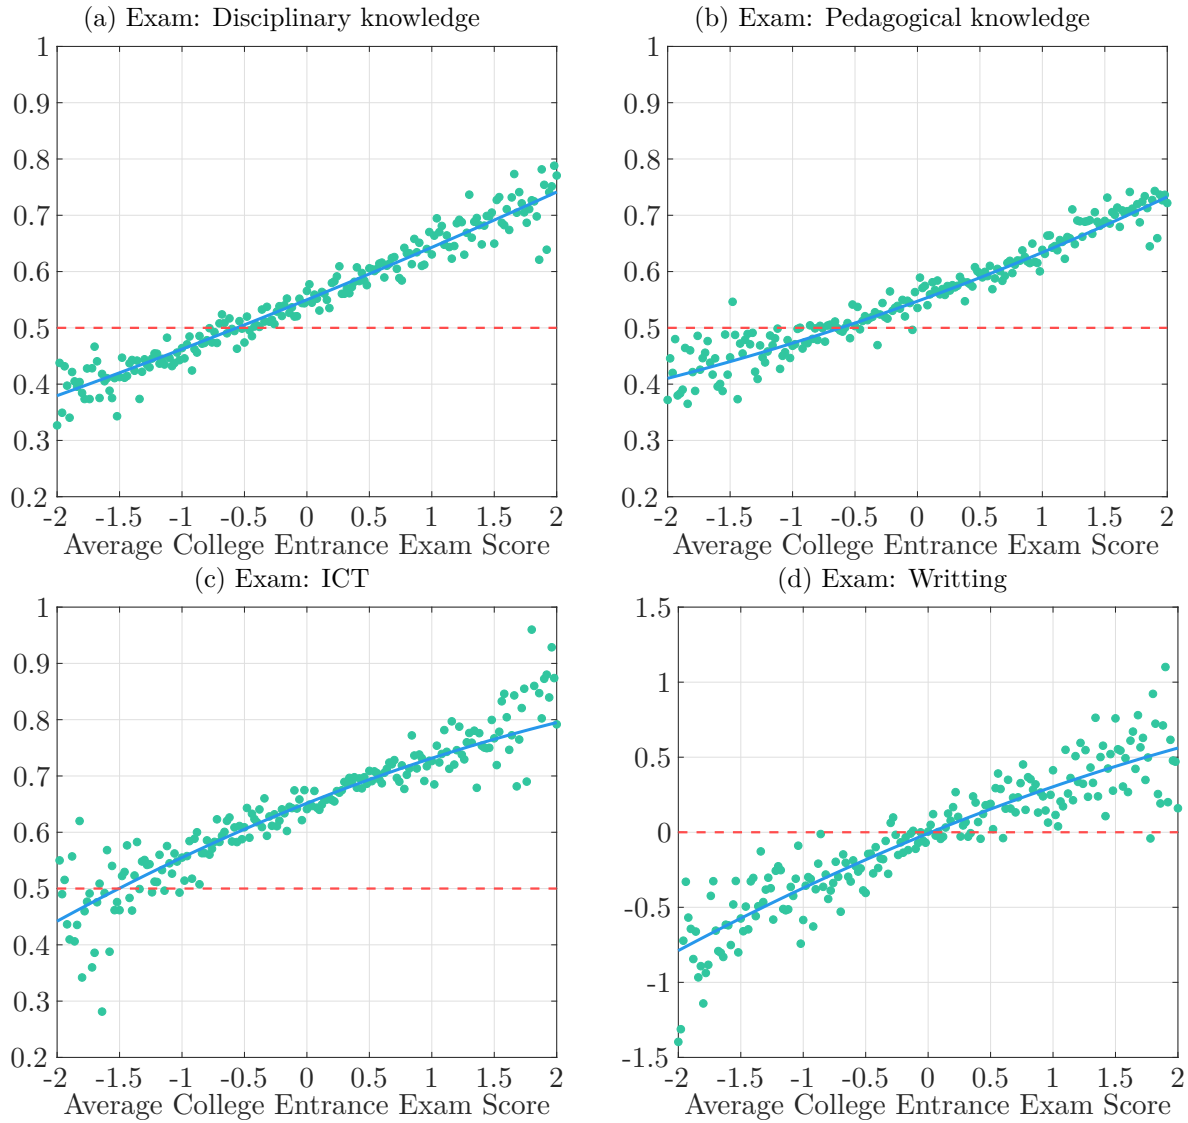 (a) Exam: Disciplinary knowledge
1
0.9
0.8
0.7
0.6
0.5
0.4
0.3
0.2
-2 -1.5 -1 -0.5 0 0.5 1 1.5 2
Average College Entrance Exam Score
(b) Exam: Pedagogical knowledge
1
0.9
0.8
0.7
0.6
0.5
0.4
0.3
0.2
-2 -1.5 -1 -0.5 0 0.5 1 1.5 2
Average College Entrance Exam Score
(c) Exam: ICT
1
0.9
0.8
0.7
0.6
0.5
0.4
0.3
0.2
-2 -1.5 -1 -0.5 0 0.5 1 1.5 2
Average College Entrance Exam Score
(d) Exam: Writting
1.5
1
0.5
0
-0.5
-1
-1.5
-2 -1.5 -1 -0.5 0 0.5 1 1.5 2
Average College Entrance Exam Score